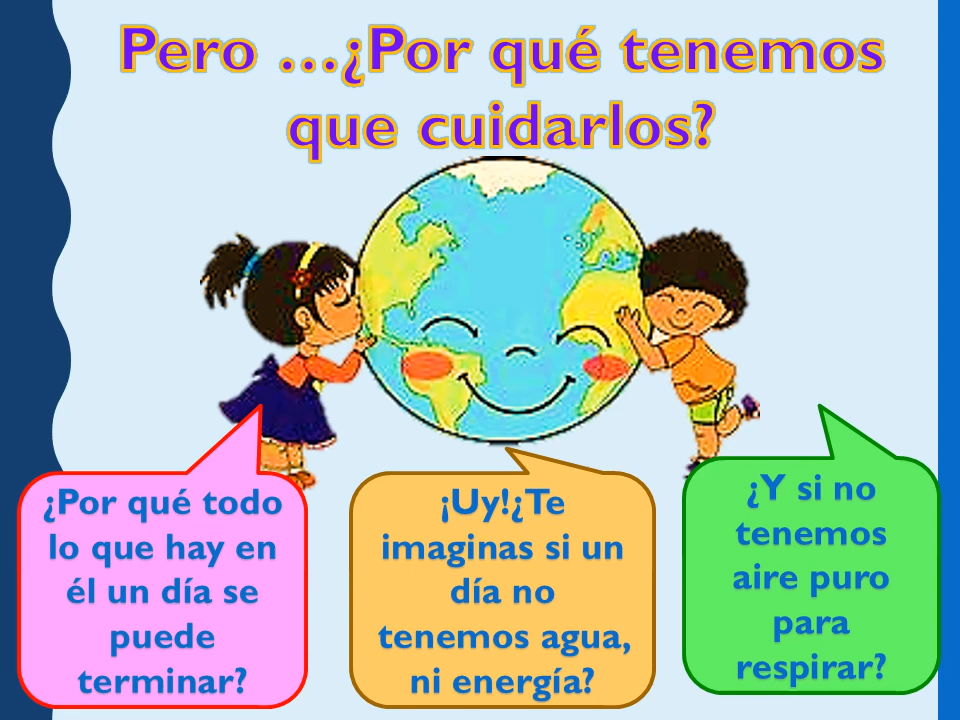 Pero ...¿Por qué tenemos
que cuidarlos?
¿Por qué todo
lo que hay en
él un día se
puede
terminar?
¡Uy!¿Te
imaginas si un
día no
tenemos agua,
ni energía?
¿Y si no
tenemos
aire puro
para
respirar?